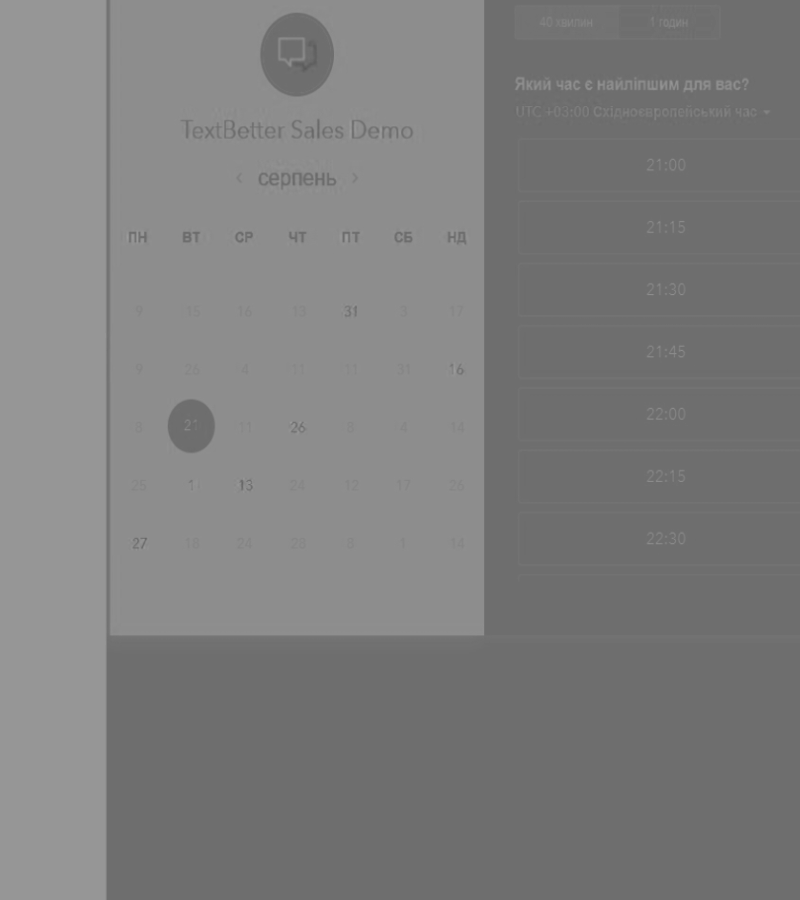 TextBetter Sales Demo
‹ серпень ›
ПН ВТ СР ЧТ ПТ СБ НД
9 15 16 13 31 3 17
9 26 4 11 11 31 16
8 21 11 26 8 4 14
25 1 13 24 12 17 26
27 18 24 28 8 1 14
40 хвилин 1 годин
Який час є найліпшим для вас?
UTC +03:00 Східноєвропейський час
21:00
21:15
21:30
21:45
22:00
22:15
22:30